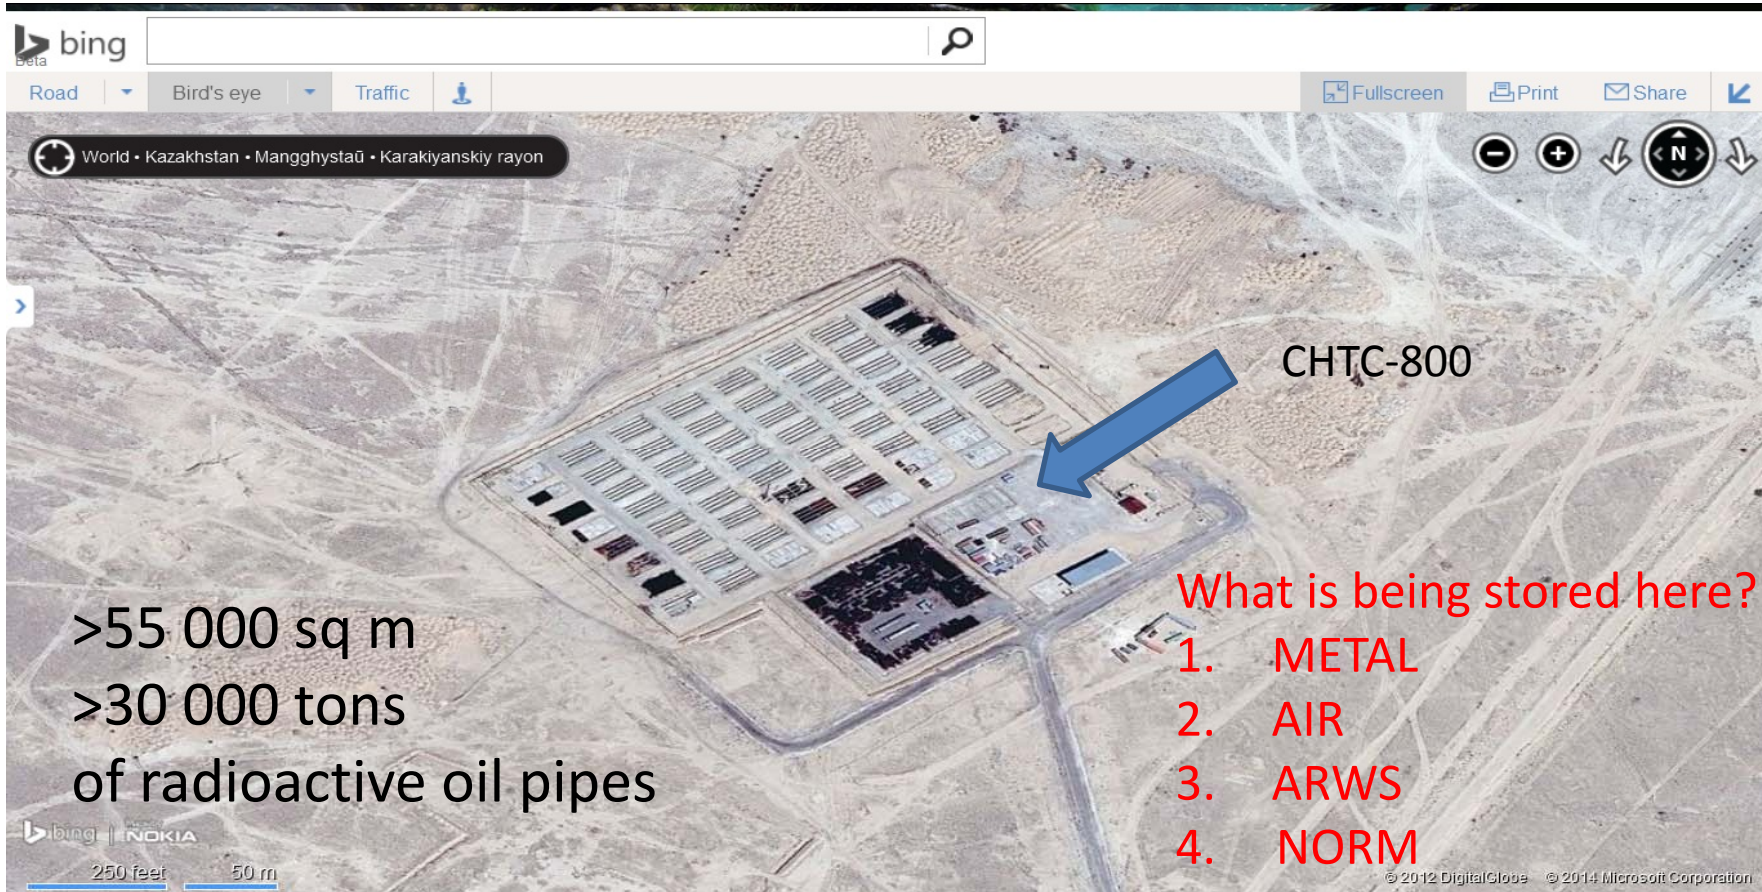 bing
Beta
Road Bird's eye Traffic Fullscreen Print Share
World • Kazakhstan • Mangghystaū • Karakiyanskiy rayon
N
CHTC-800
>55 000 sq m
>30 000 tons
of radioactive oil pipes
What is being stored here?
1. METAL
2. AIR
3. ARWS
4. NORM
bing | NOKIA
250 feet 50 m
© 2012 DigitalGlobe © 2014 Microsoft Corporation